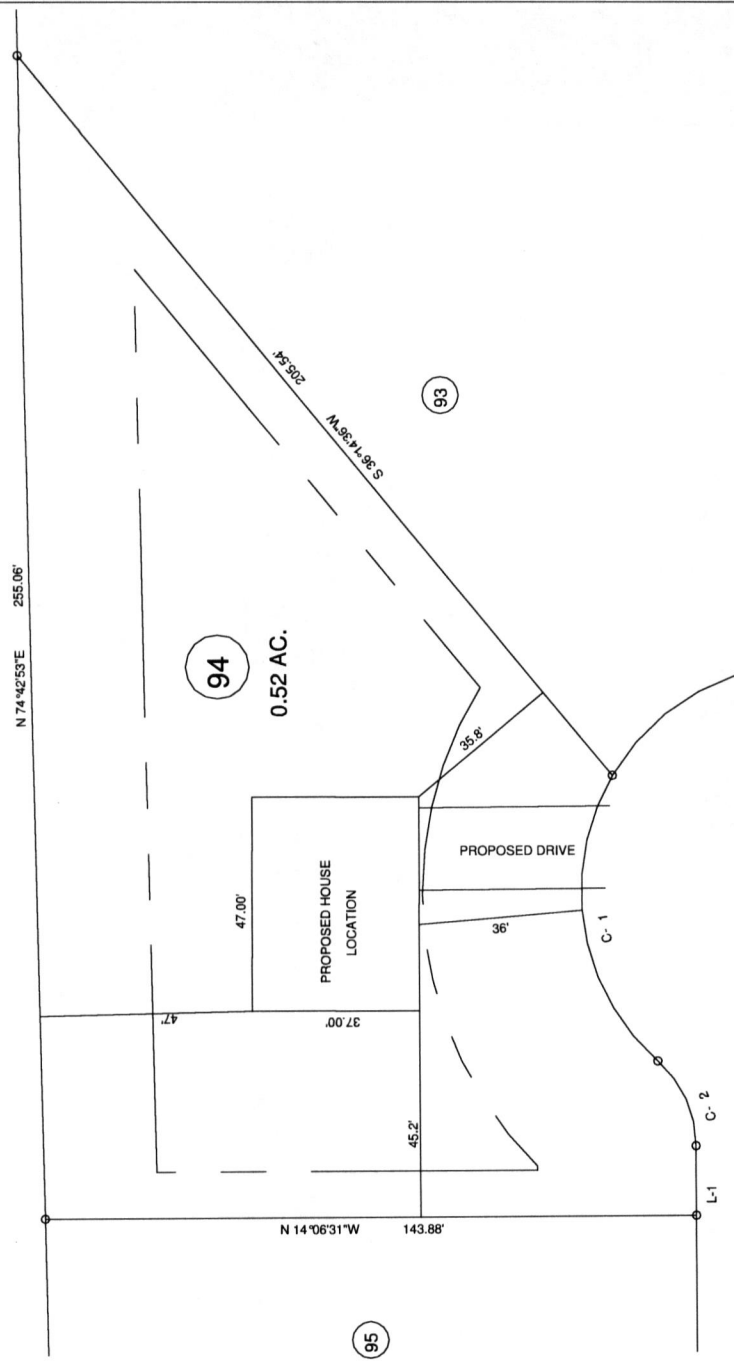 N 74°42'53"E 255.06'
205.54'
S 36°14'36"W
93
94
0.52 AC.
35.8'
47.00'
PROPOSED HOUSE
LOCATION
PROPOSED DRIVE
36'
C- 1
47'
37.00'
45.2'
C- 2
L-1
N 14°06'31"W 143.88'
95